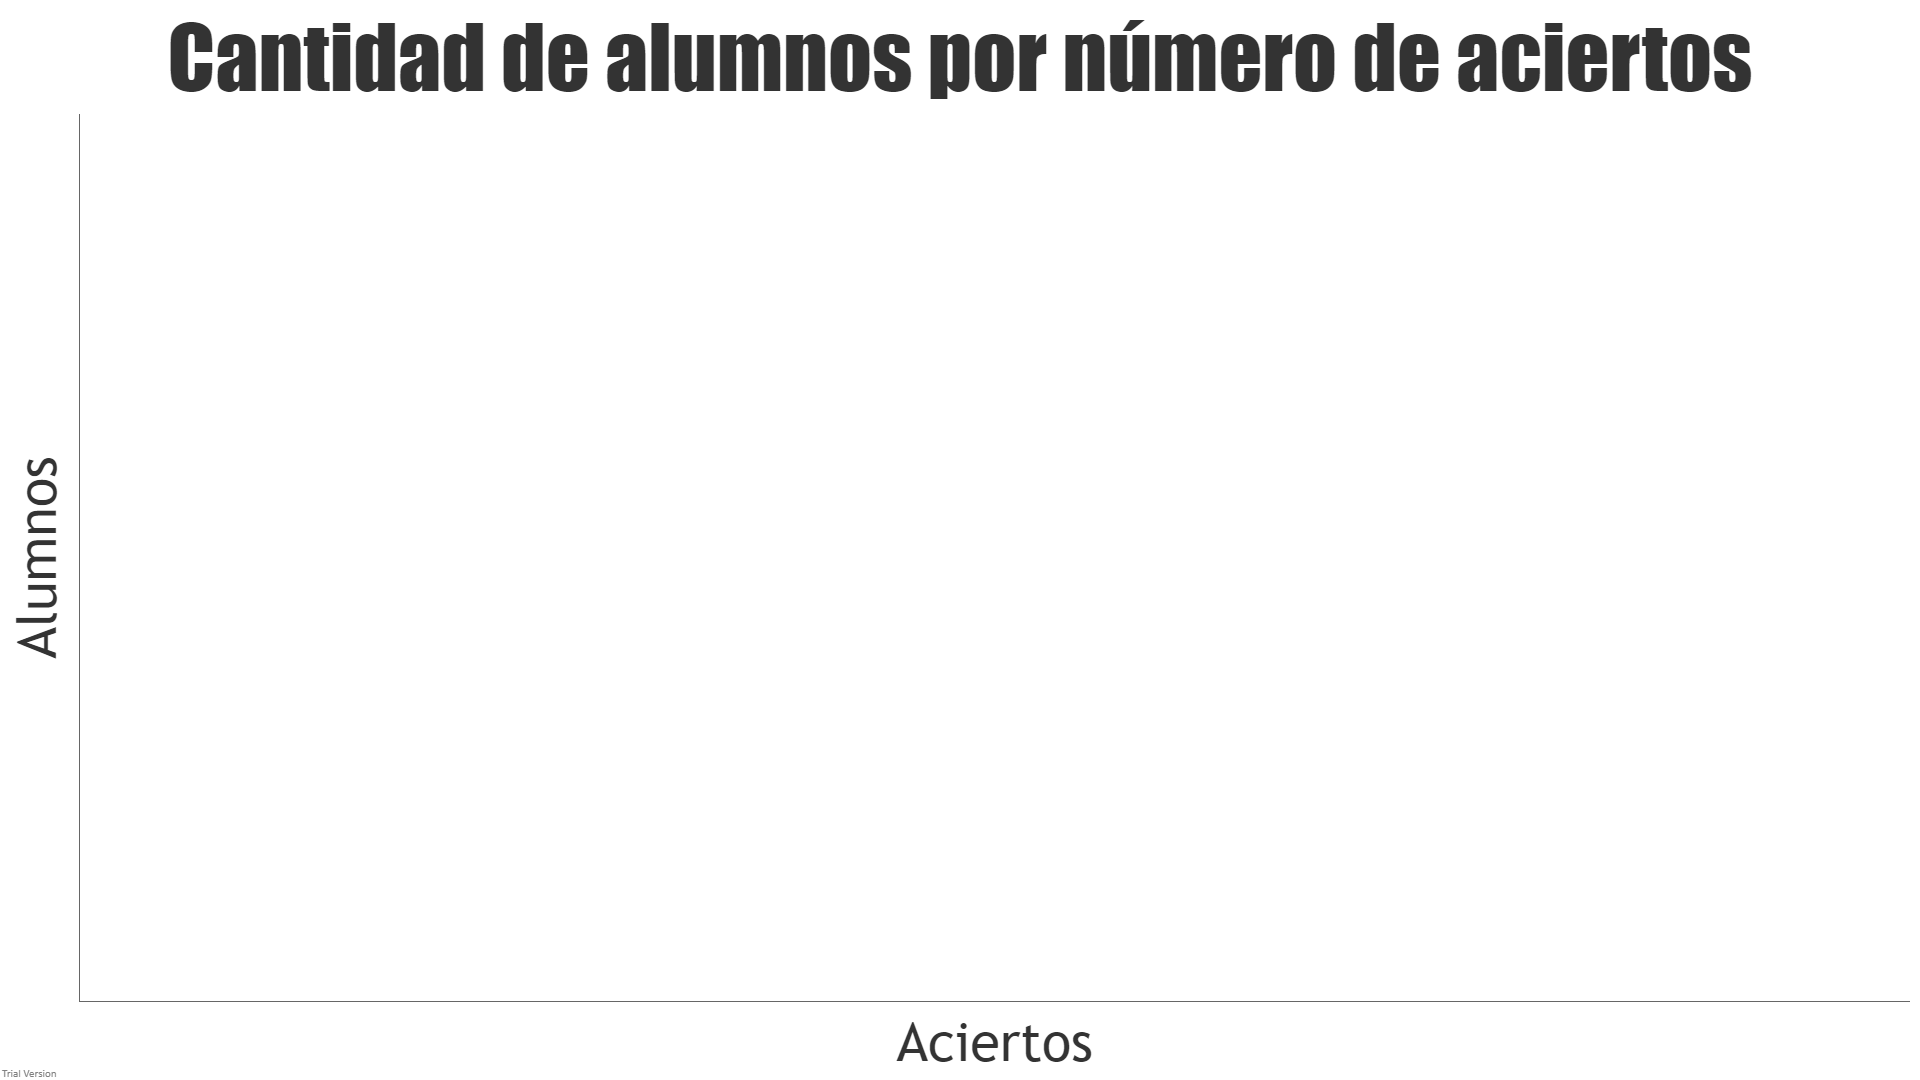 Cantidad de alumnos por número de aciertos
Alumnos
Aciertos
Trial Version